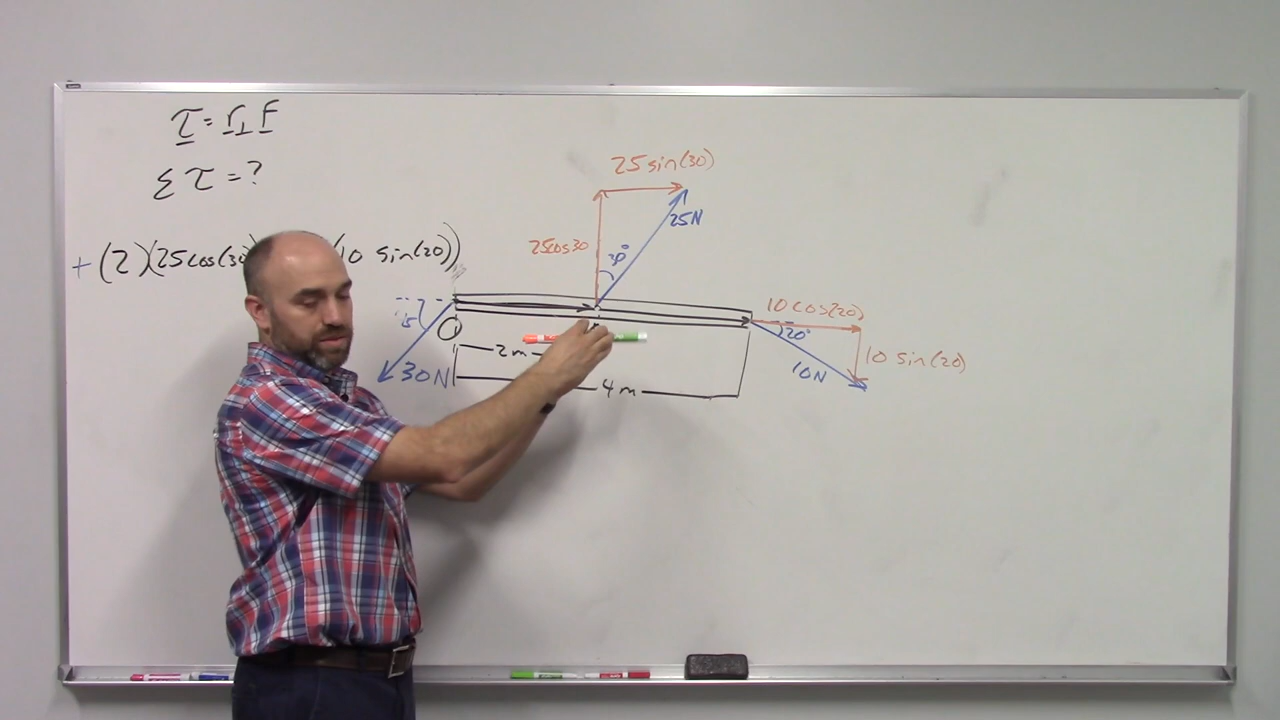 τ = r⊥ F
Σ τ = ?
25 sin(30)
25N
25cos30
30°
+ (2)(25cos(30) (10 sin(20))
10 cos(20)
20°
10 sin(20)
10N
15
O
2m
30N
4m